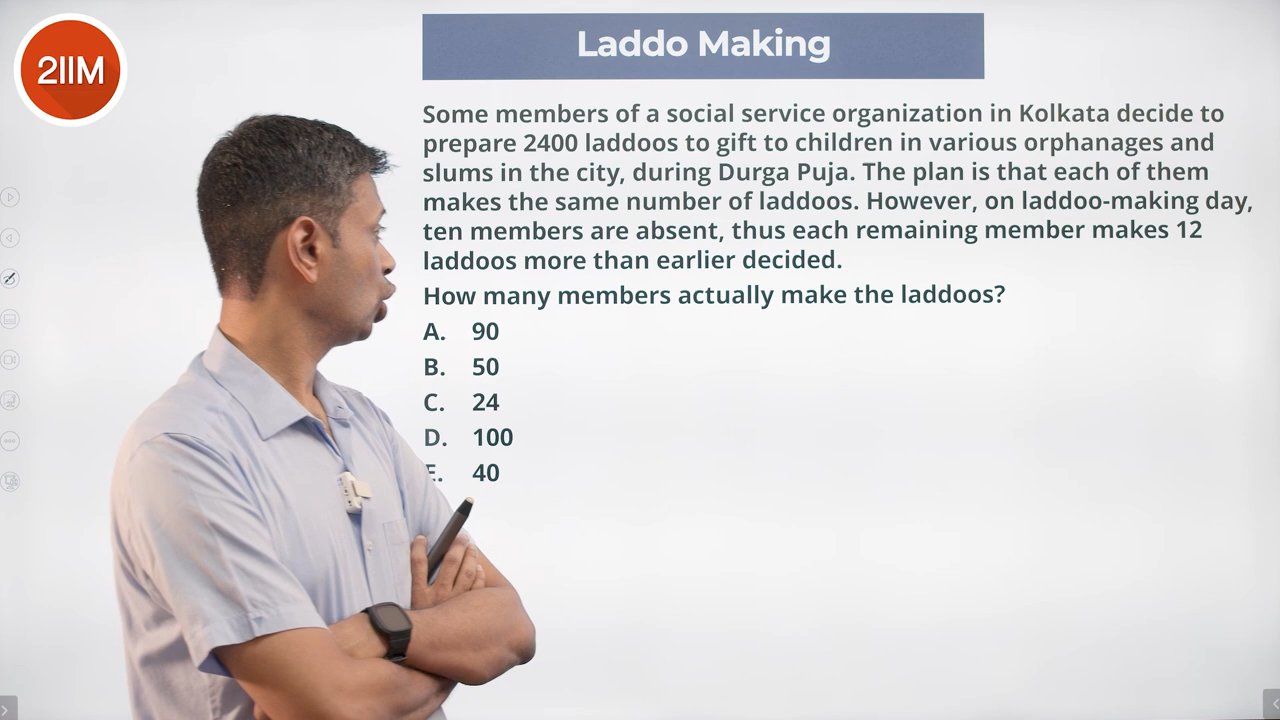 2IIM
Laddo Making
Some members of a social service organization in Kolkata decide to
prepare 2400 laddoos to gift to children in various orphanages and
slums in the city, during Durga Puja. The plan is that each of them
makes the same number of laddoos. However, on laddoo-making day,
ten members are absent, thus each remaining member makes 12
laddoos more than earlier decided.
How many members actually make the laddoos?
A. 90
B. 50
C. 24
D. 100
E. 40